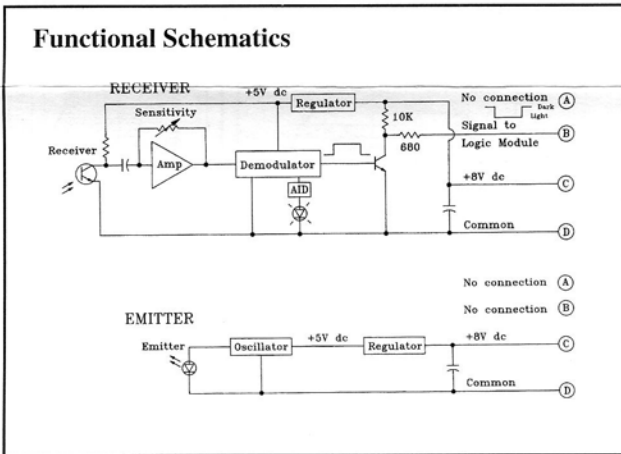 Functional Schematics
RECEIVER
+5V dc
Regulator
No connection
A
Sensitivity
10K
Dark
Light
Signal to
Logic Module
B
680
Receiver
Amp
Demodulator
AID
+8V dc
C
Common
D
No connection
A
No connection
B
EMITTER
Emitter
Oscillator
+5V dc
Regulator
+8V dc
C
Common
D